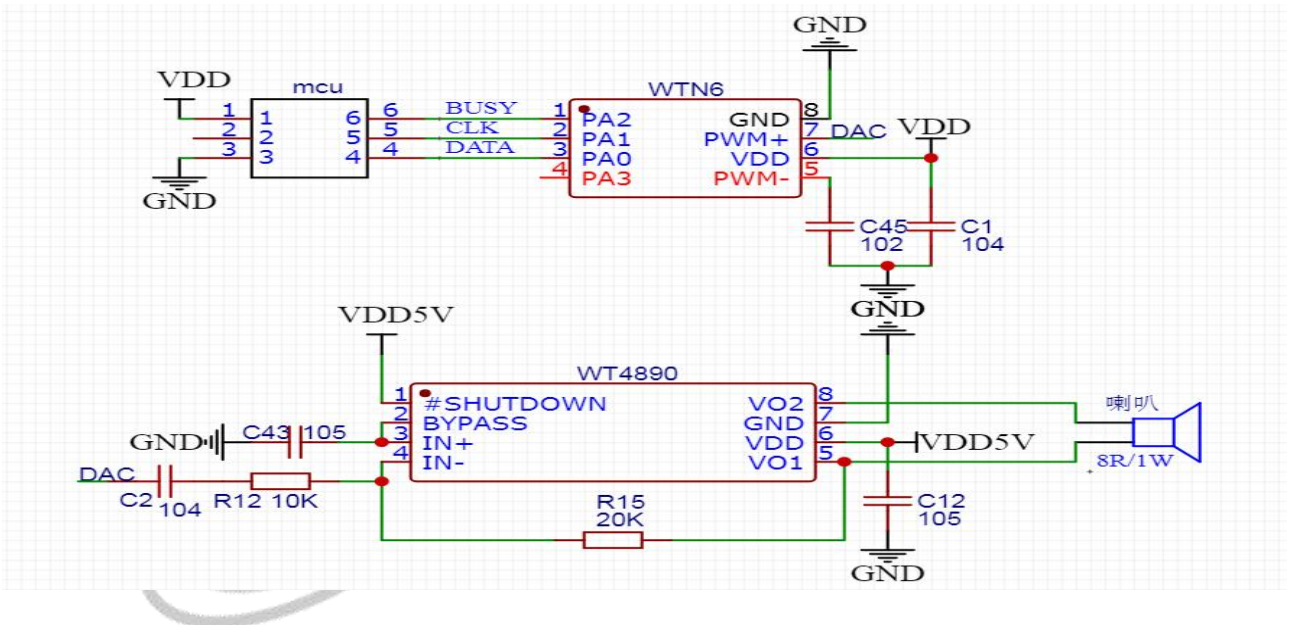 GND
VDD
mcu
WTN6
1 1 6 6 BUSY 1 PA2 GND 8
2 2 5 5 CLK 2 PA1 PWM+ 7 DAC VDD
3 3 4 4 DATA 3 PA0 VDD 6
4 PA3 PWM- 5
GND
C45 C1
102 104
GND
VDD5V
WT4890
1 #SHUTDOWN VO2 8 喇叭
2 BYPASS GND 7
GND C43 105 3 IN+ VDD 6 VDD5V
4 IN- VO1 5 8R/1W
DAC
C2 104 R12 10K
R15
20K
C12
105
GND